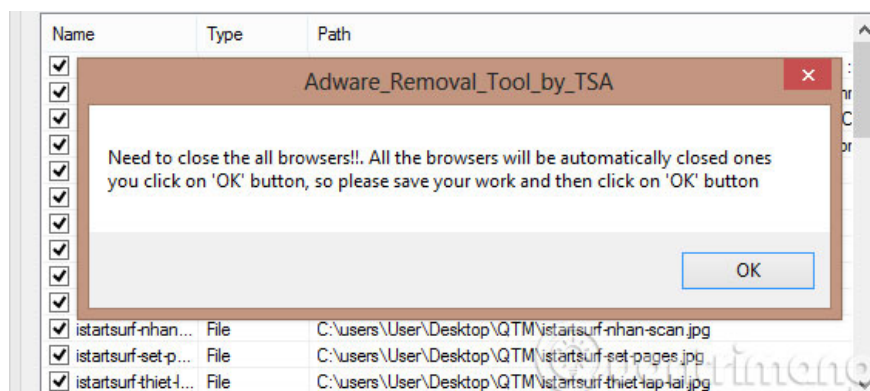 Name Type Path
Adware_Removal_Tool_by_TSA
Need to close the all browsers!!. All the browsers will be automatically closed ones
you click on 'OK' button, so please save your work and then click on 'OK' button
OK
istartsurf-nhan... File C:\users\User\Desktop\QTM\istartsurf-nhan-scan.jpg
istartsurf-set-p... File C:\users\User\Desktop\QTM\istartsurf-set-pages.jpg
istartsurf-thiet-l... File C:\users\User\Desktop\QTM\istartsurf-thiet-lap-lai.jpg